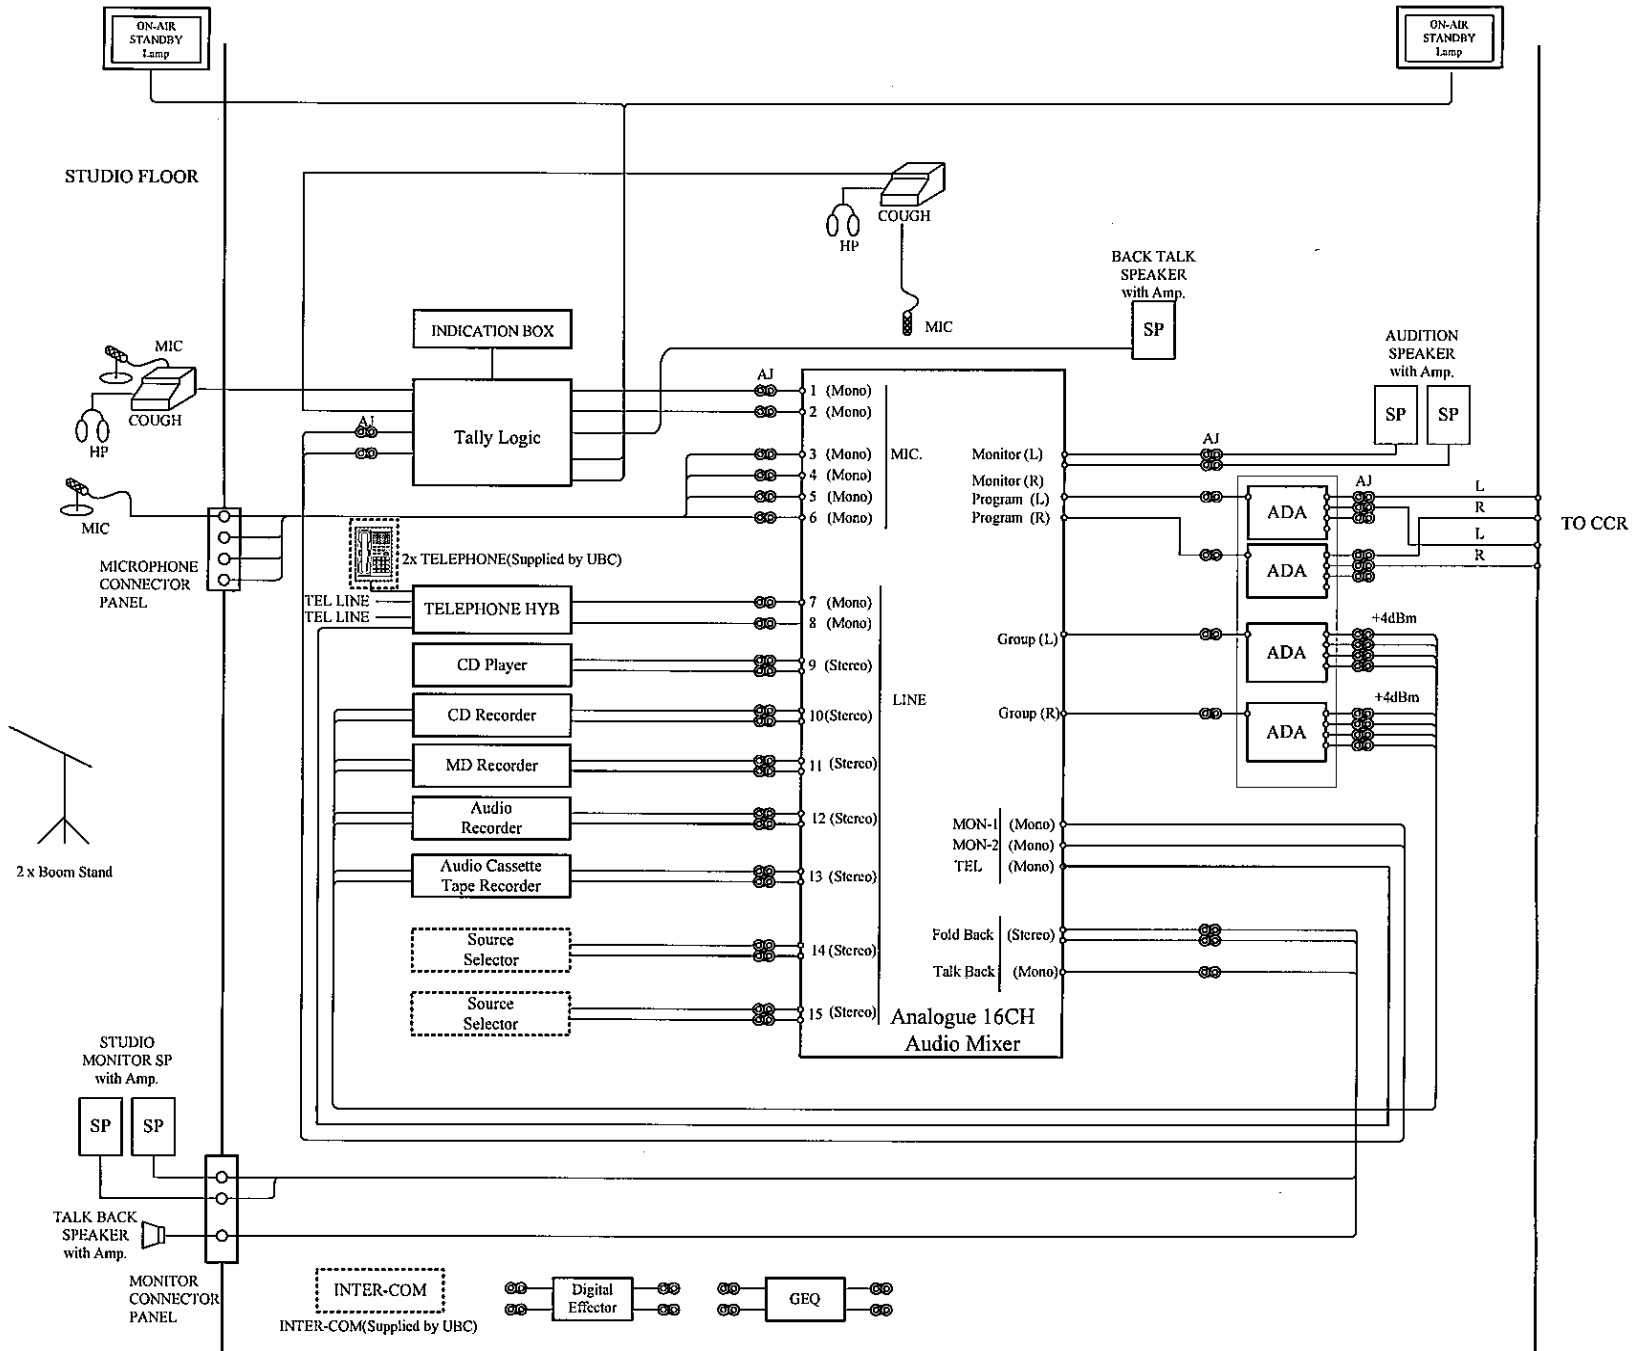 ON-AIR
STANDBY
Lamp
ON-AIR
STANDBY
Lamp
STUDIO FLOOR
COUGH
HP
MIC
BACK TALK
SPEAKER
with Amp.
SP
INDICATION BOX
MIC
COUGH
HP
AJ
Tally Logic
AJ
AUDITION
SPEAKER
with Amp.
SP
SP
MIC
MICROPHONE
CONNECTOR
PANEL
2x TELEPHONE(Supplied by UBC)
TEL LINE
TEL LINE
TELEPHONE HYB
CD Player
CD Recorder
MD Recorder
Audio
Recorder
Audio Cassette
Tape Recorder
Source
Selector
Source
Selector
1 (Mono)
2 (Mono)
3 (Mono)
4 (Mono)
5 (Mono)
6 (Mono)
MIC.
7 (Mono)
8 (Mono)
9 (Stereo)
10(Stereo)
11 (Stereo)
12 (Stereo)
13 (Stereo)
14 (Stereo)
15 (Stereo)
LINE
Monitor (L)
Monitor (R)
Program (L)
Program (R)
Group (L)
Group (R)
MON-1 (Mono)
MON-2 (Mono)
TEL (Mono)
Fold Back (Stereo)
Talk Back (Mono)
Analogue 16CH
Audio Mixer
AJ
AJ
ADA
ADA
ADA
ADA
+4dBm
+4dBm
L
R
L
R
TO CCR
2 x Boom Stand
STUDIO
MONITOR SP
with Amp.
SP
SP
TALK BACK
SPEAKER
with Amp.
MONITOR
CONNECTOR
PANEL
INTER-COM
INTER-COM(Supplied by UBC)
Digital
Effector
GEQ